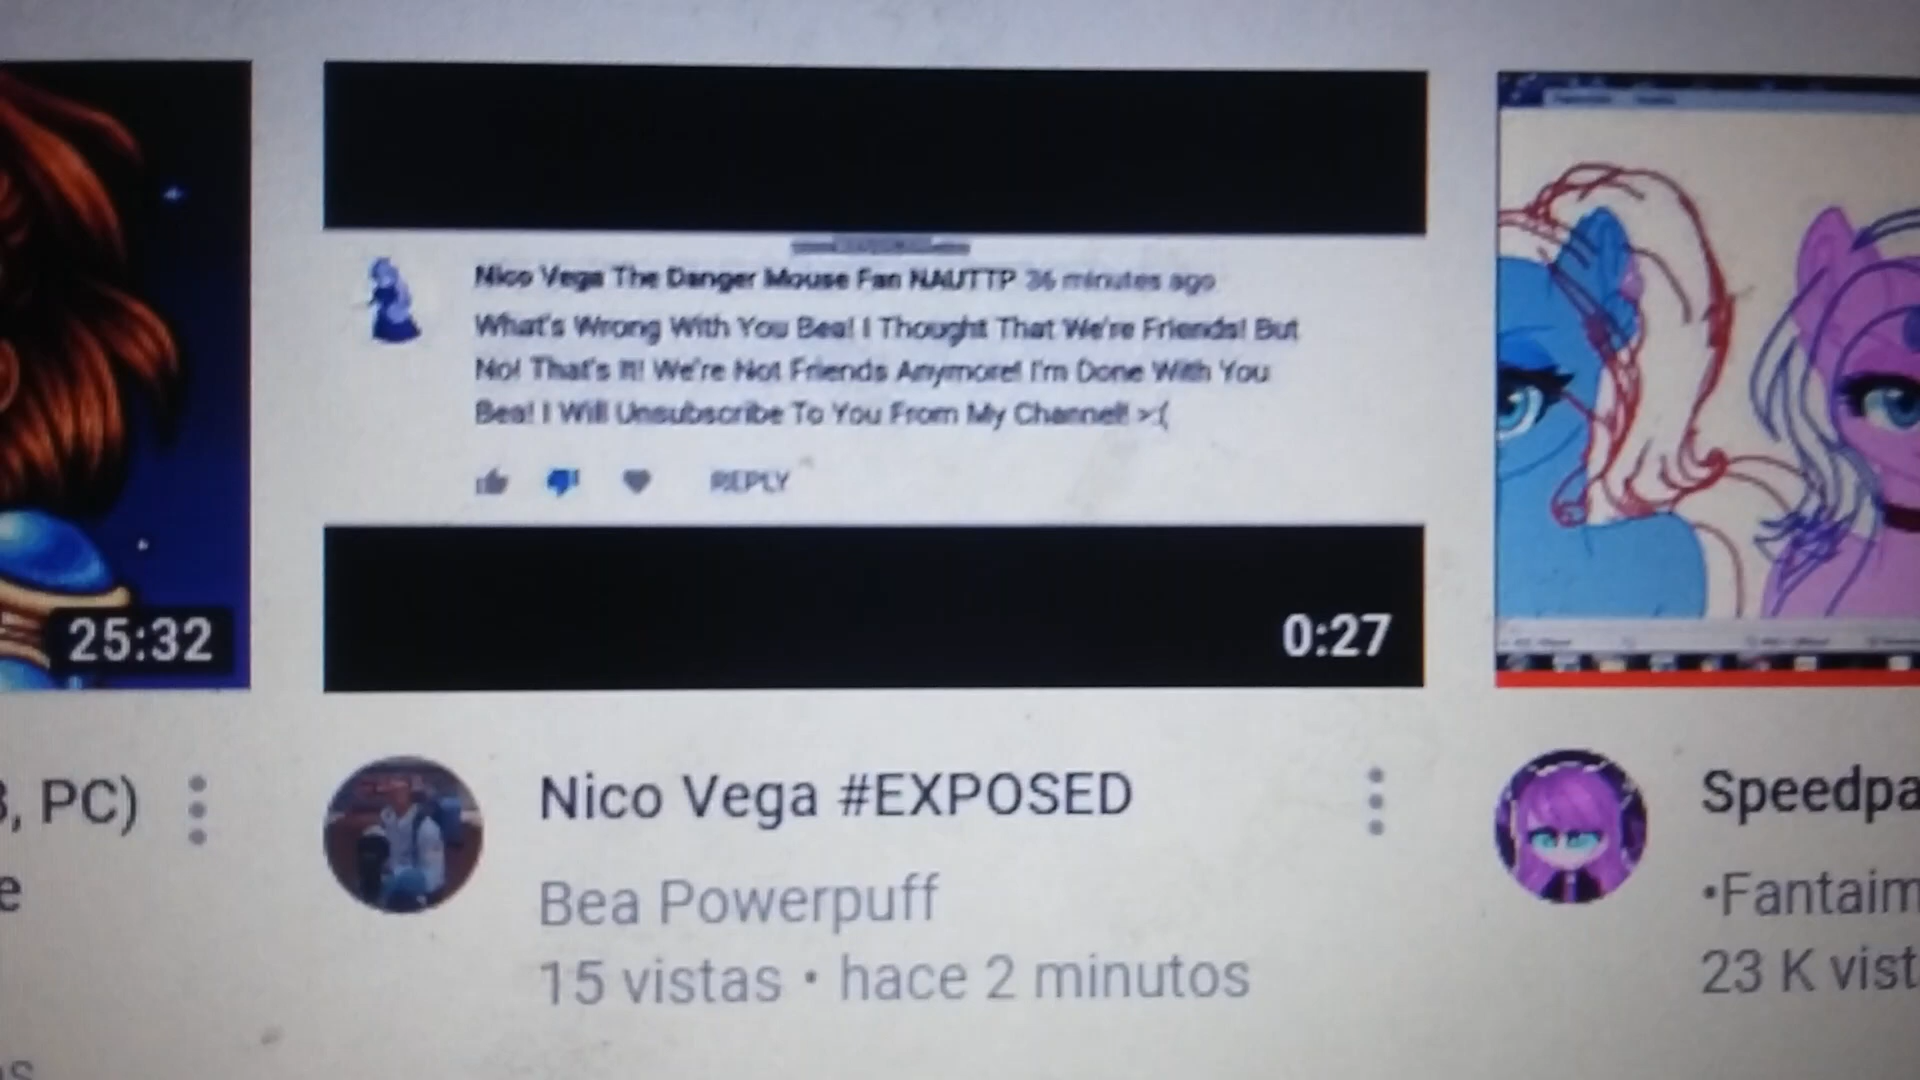 Nico Vega The Danger Mouse Fan NAUTTP 36 minutes ago
What's Wrong With You Bea! I Thought That We're Friends! But
No! That's It! We're Not Friends Anymore! I'm Done With You
Bea! I Will Unsubscribe To You From My Channel! >:(
REPLY
25:32
0:27
3, PC)
e
Nico Vega #EXPOSED
Bea Powerpuff
15 vistas • hace 2 minutos
Speedpa
•Fantaim
23 K vist
as